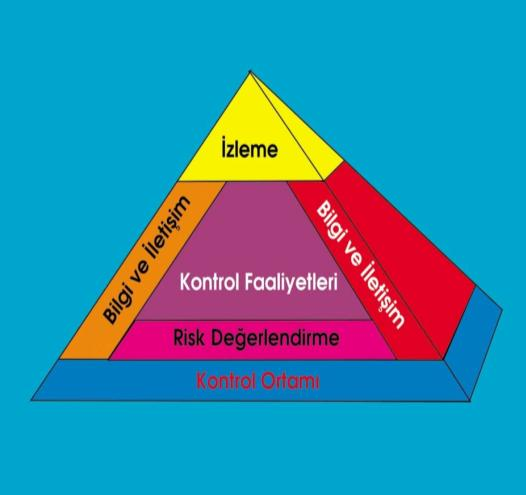 İzleme
Bilgi ve İletişim
Bilgi ve İletişim
Kontrol Faaliyetleri
Risk Değerlendirme
Kontrol Ortamı